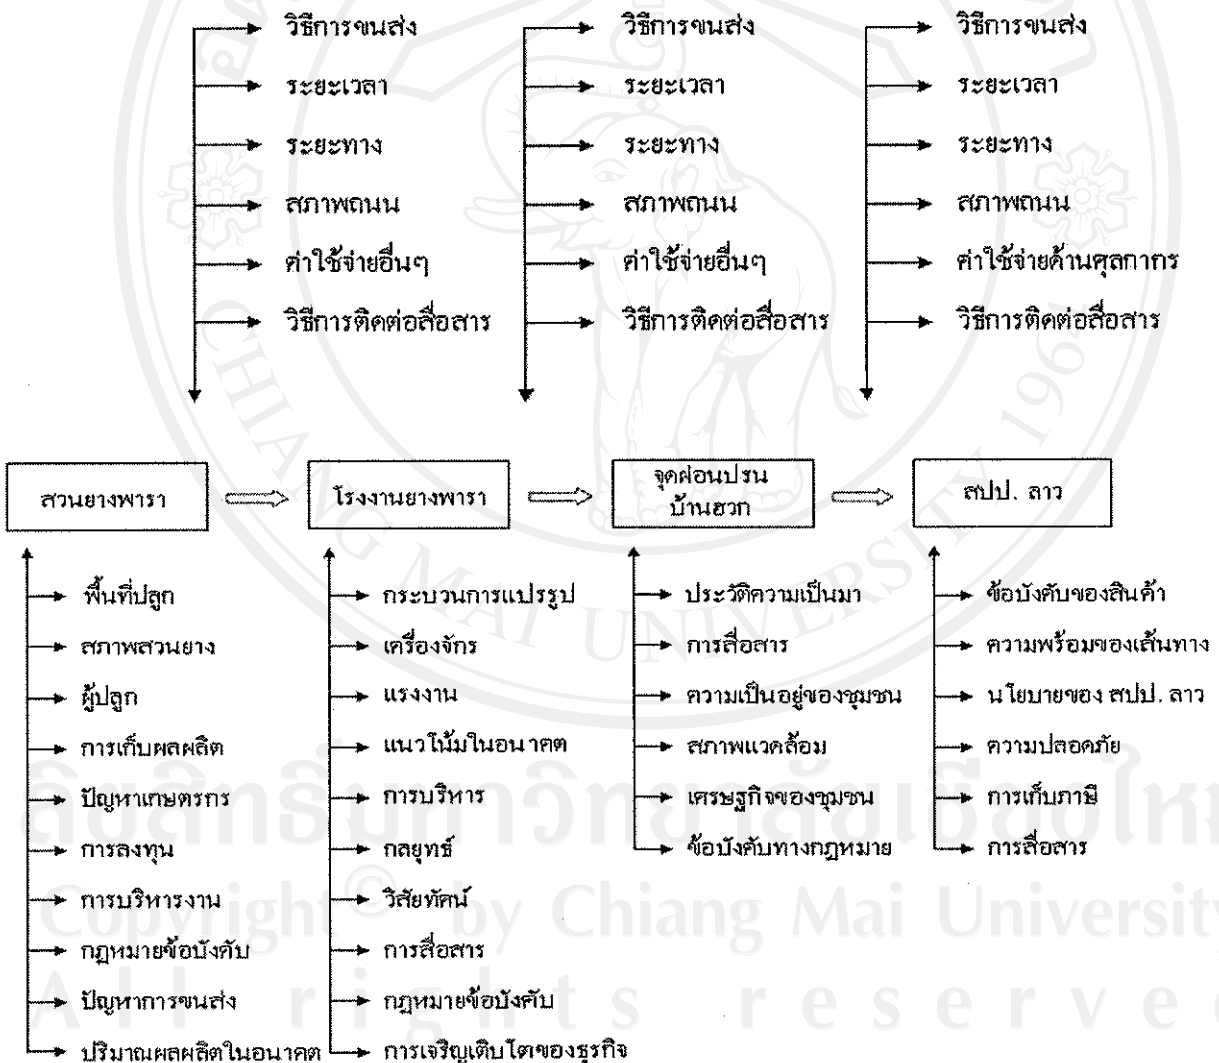 วิธีการขนส่ง
ระยะเวลา
ระยะทาง
สภาพถนน
ค่าใช้จ่ายอื่นๆ
วิธีการติดต่อสื่อสาร
วิธีการขนส่ง
ระยะเวลา
ระยะทาง
สภาพถนน
ค่าใช้จ่ายอื่นๆ
วิธีการติดต่อสื่อสาร
วิธีการขนส่ง
ระยะเวลา
ระยะทาง
สภาพถนน
ค่าใช้จ่ายด้านศุลกากร
วิธีการติดต่อสื่อสาร
สวนยางพารา
โรงงานยางพารา
จุดผ่อนปรน
บ้านฮวก
สปป. ลาว
พื้นที่ปลูก
สภาพสวนยาง
ผู้ปลูก
การเก็บผลผลิต
ปัญหาเกษตรกร
การลงทุน
การบริหารงาน
กฎหมายข้อบังคับ
ปัญหาการขนส่ง
ปริมาณผลผลิตในอนาคต
กระบวนการแปรรูป
เครื่องจักร
แรงงาน
แนวโน้มในอนาคต
การบริหาร
กลยุทธ์
วิสัยทัศน์
การสื่อสาร
กฎหมายข้อบังคับ
การเจริญเติบโตของธุรกิจ
ประวัติความเป็นมา
การสื่อสาร
ความเป็นอยู่ของชุมชน
สภาพแวดล้อม
เศรษฐกิจของชุมชน
ข้อบังคับทางกฎหมาย
ข้อบังคับของสินค้า
ความพร้อมของเส้นทาง
นโยบายของ สปป. ลาว
ความปลอดภัย
การเก็บภาษี
การสื่อสาร
CHIANG MAI UNIVERSITY 1964
Copyright © by Chiang Mai University
All rights reserve